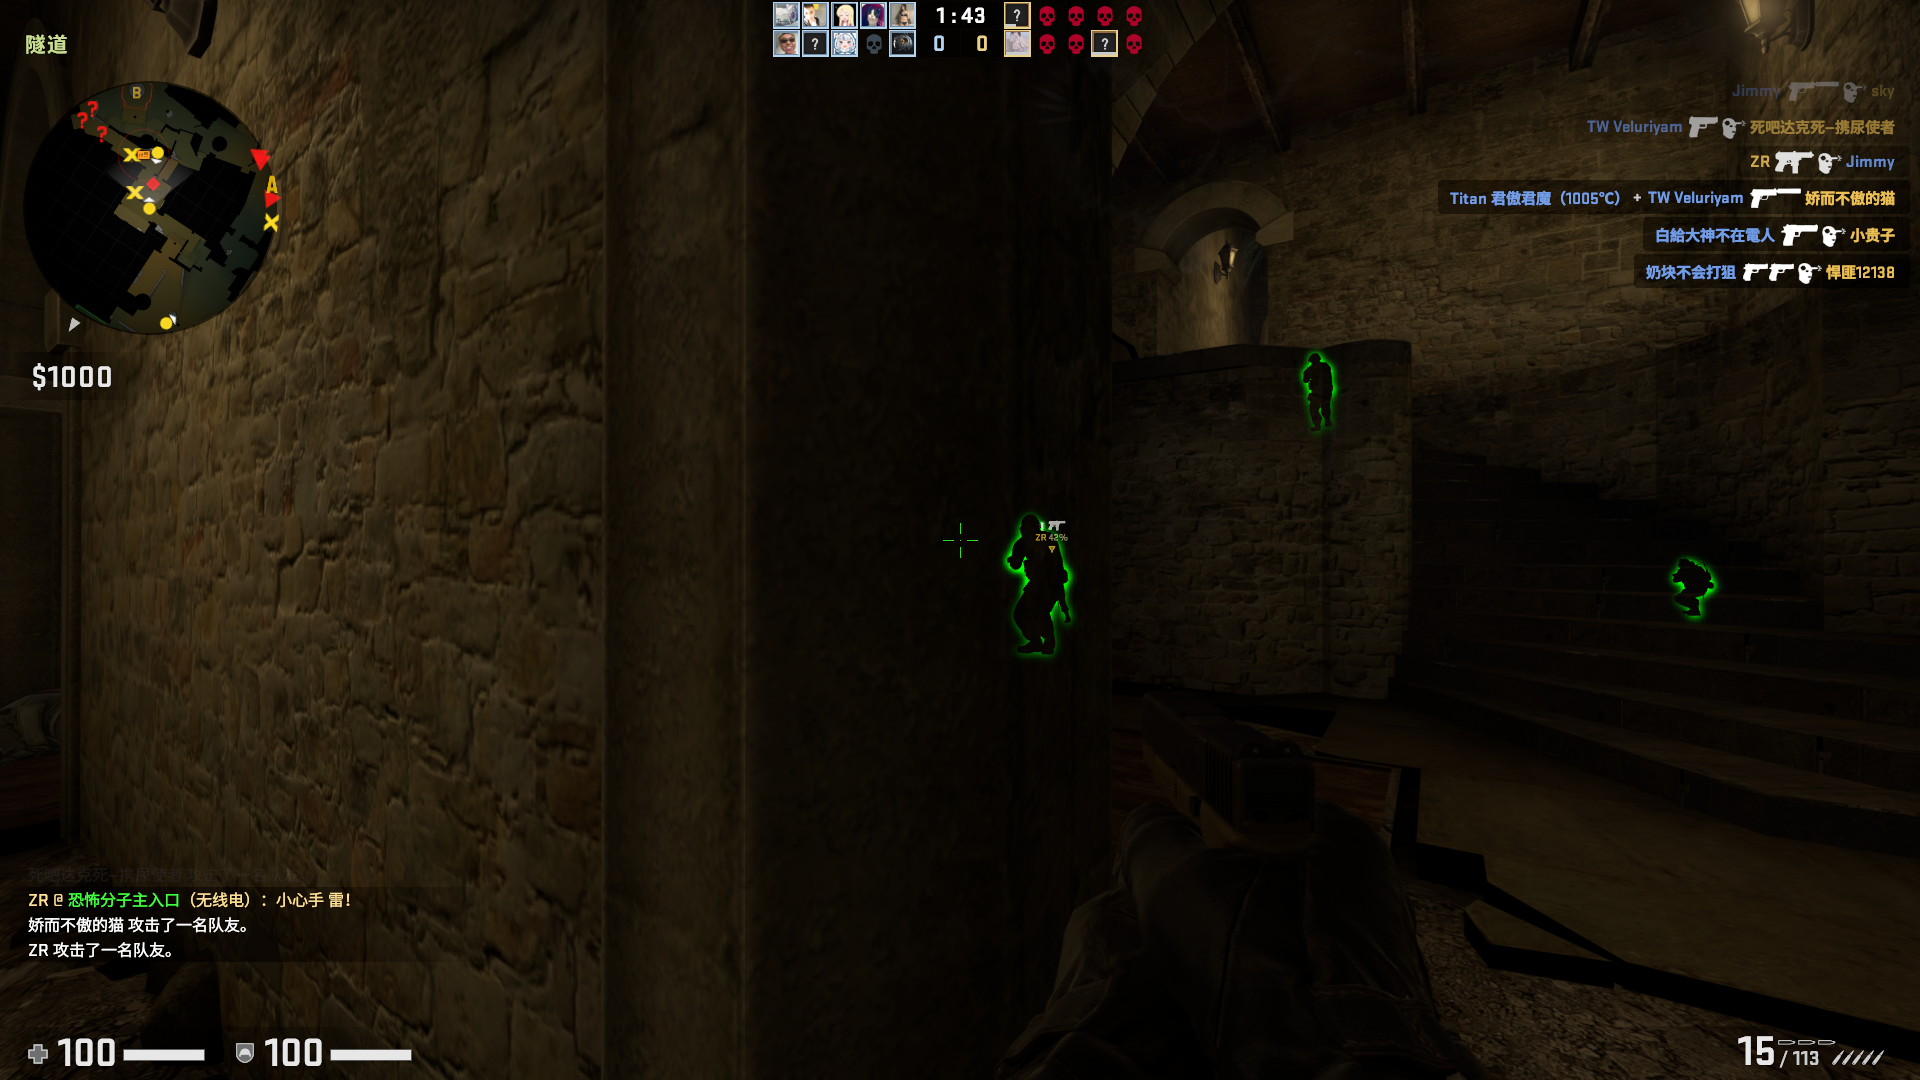 隧道
1:43
? 
? 0 0 ?
B
? ? ?
A
$1000
Jimmy sky
TW Veluriyam 死吧达克死—携尿使者
ZR Jimmy
Titan 君傲君魔（1005℃） + TW Veluriyam 娇而不傲的猫
白給大神不在電人 小贵子
奶块不会打狙 悍匪12138
ZR 42%
ZR @ 恐怖分子主入口（无线电）：小心手 雷！
娇而不傲的猫 攻击了一名队友。
ZR 攻击了一名队友。
100 100
15 / 113